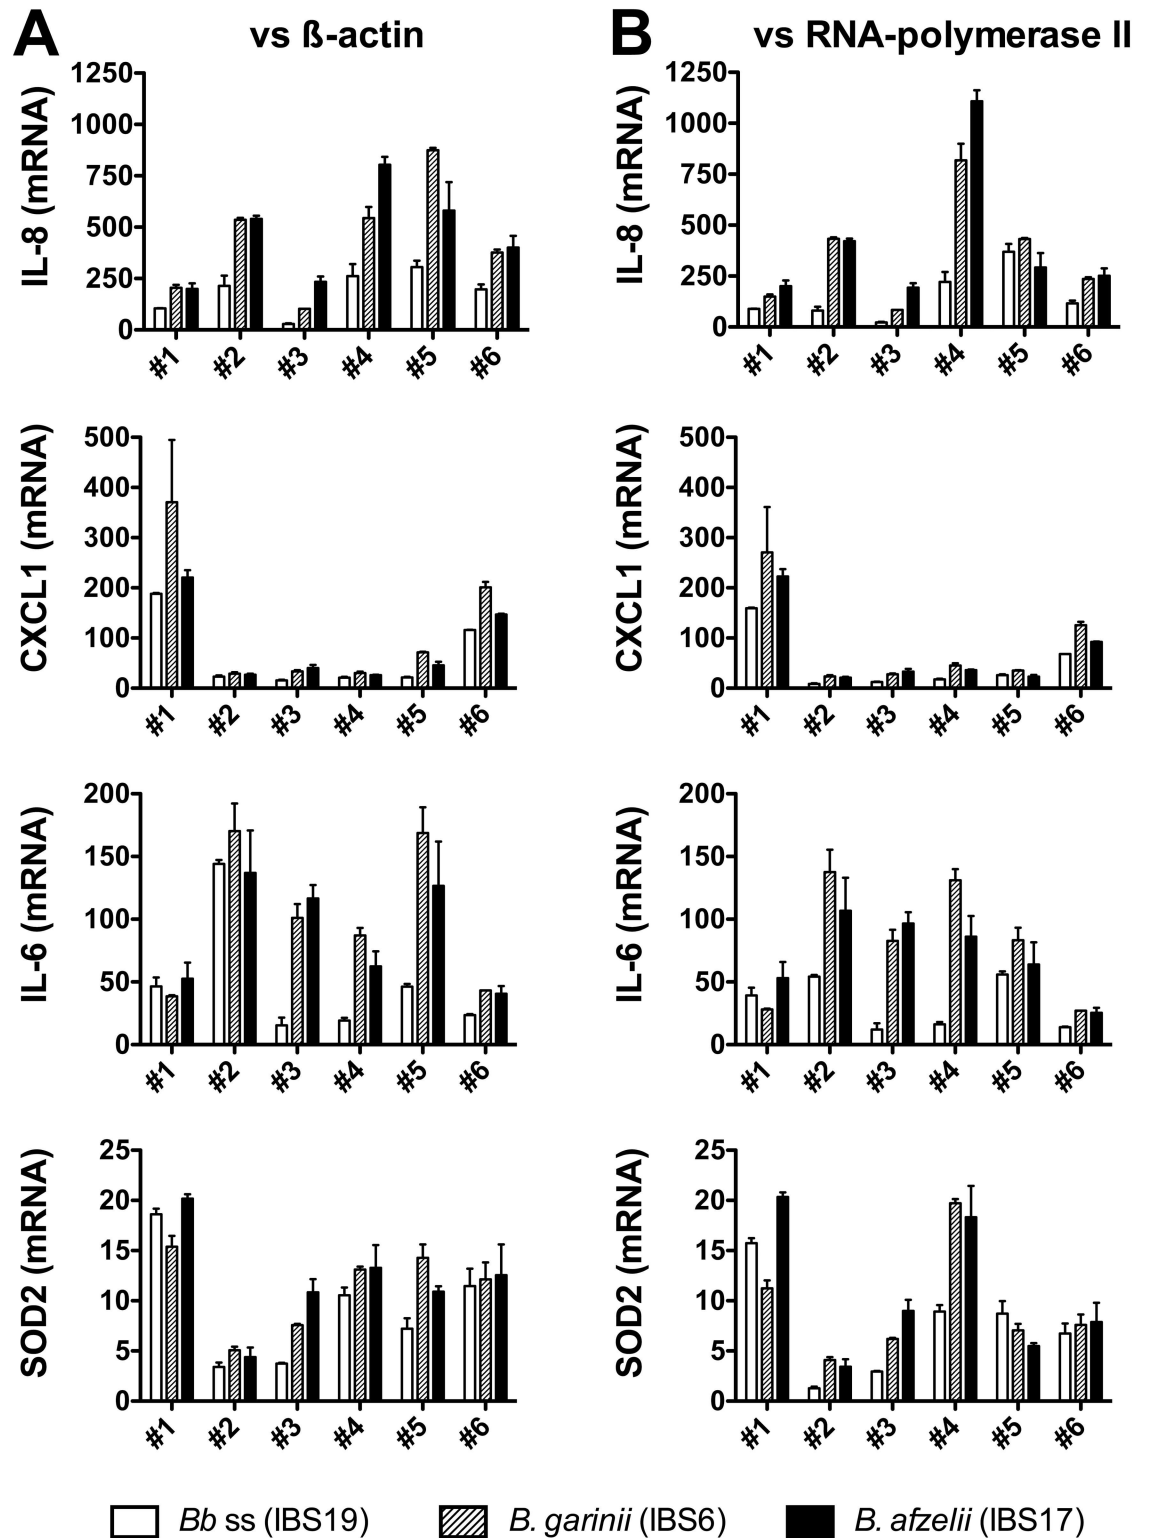 A vs ß-actin
B vs RNA-polymerase II
IL-8 (mRNA)
1250
1000
750
500
250
0
#1 #2 #3 #4 #5 #6
IL-8 (mRNA)
1250
1000
750
500
250
0
#1 #2 #3 #4 #5 #6
CXCL1 (mRNA)
500
400
300
200
100
0
#1 #2 #3 #4 #5 #6
CXCL1 (mRNA)
500
400
300
200
100
0
#1 #2 #3 #4 #5 #6
IL-6 (mRNA)
200
150
100
50
0
#1 #2 #3 #4 #5 #6
IL-6 (mRNA)
200
150
100
50
0
#1 #2 #3 #4 #5 #6
SOD2 (mRNA)
25
20
15
10
5
0
#1 #2 #3 #4 #5 #6
SOD2 (mRNA)
25
20
15
10
5
0
#1 #2 #3 #4 #5 #6
Bb ss (IBS19) B. garinii (IBS6) B. afzelii (IBS17)